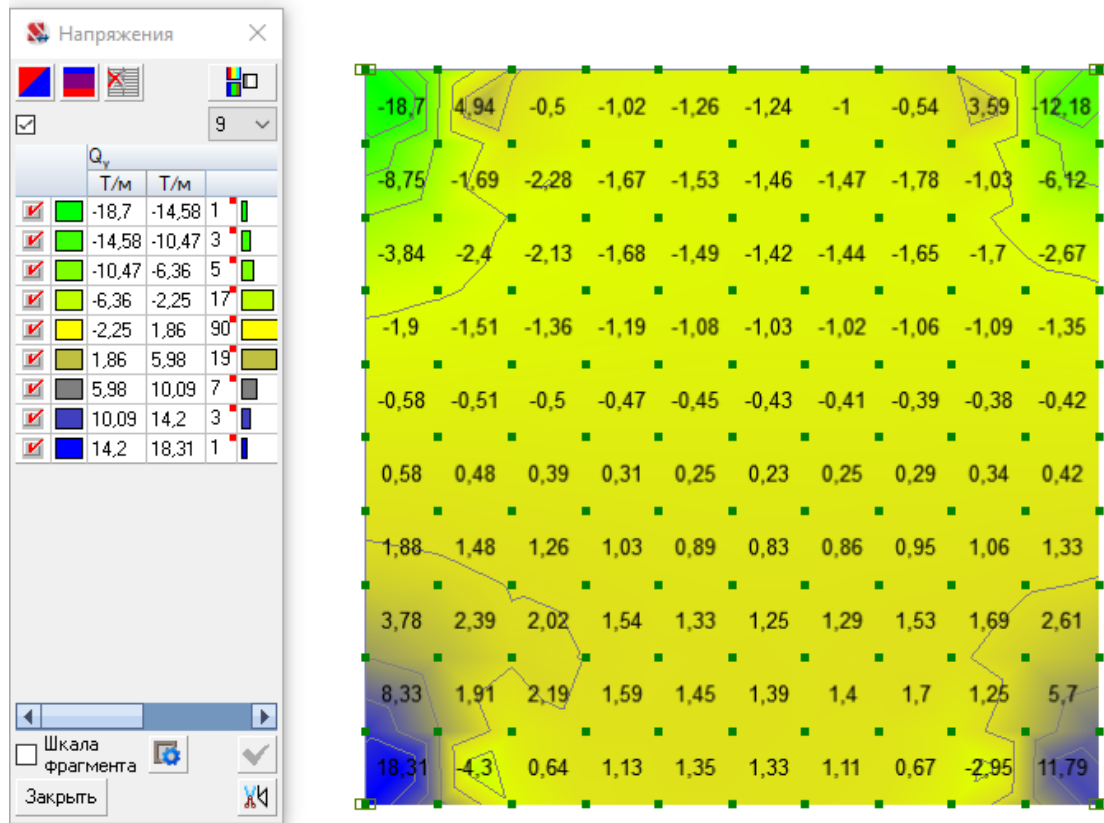 Напряжения
9
Qy
Т/м Т/м
-18,7 -14,58 1
-14,58 -10,47 3
-10,47 -6,36 5
-6,36 -2,25 17
-2,25 1,86 90
1,86 5,98 19
5,98 10,09 7
10,09 14,2 3
14,2 18,31 1
Шкала
фрагмента
Закрыть
-18,7 4,94 -0,5 -1,02 -1,26 -1,24 -1 -0,54 3,59 -12,18
-8,75 -1,69 -2,28 -1,67 -1,53 -1,46 -1,47 -1,78 -1,03 -6,12
-3,84 -2,4 -2,13 -1,68 -1,49 -1,42 -1,44 -1,65 -1,7 -2,67
-1,9 -1,51 -1,36 -1,19 -1,08 -1,03 -1,02 -1,06 -1,09 -1,35
-0,58 -0,51 -0,5 -0,47 -0,45 -0,43 -0,41 -0,39 -0,38 -0,42
0,58 0,48 0,39 0,31 0,25 0,23 0,25 0,29 0,34 0,42
1,88 1,48 1,26 1,03 0,89 0,83 0,86 0,95 1,06 1,33
3,78 2,39 2,02 1,54 1,33 1,25 1,29 1,53 1,69 2,61
8,33 1,91 2,19 1,59 1,45 1,39 1,4 1,7 1,25 5,7
18,31 -4,3 0,64 1,13 1,35 1,33 1,11 0,67 -2,95 11,79